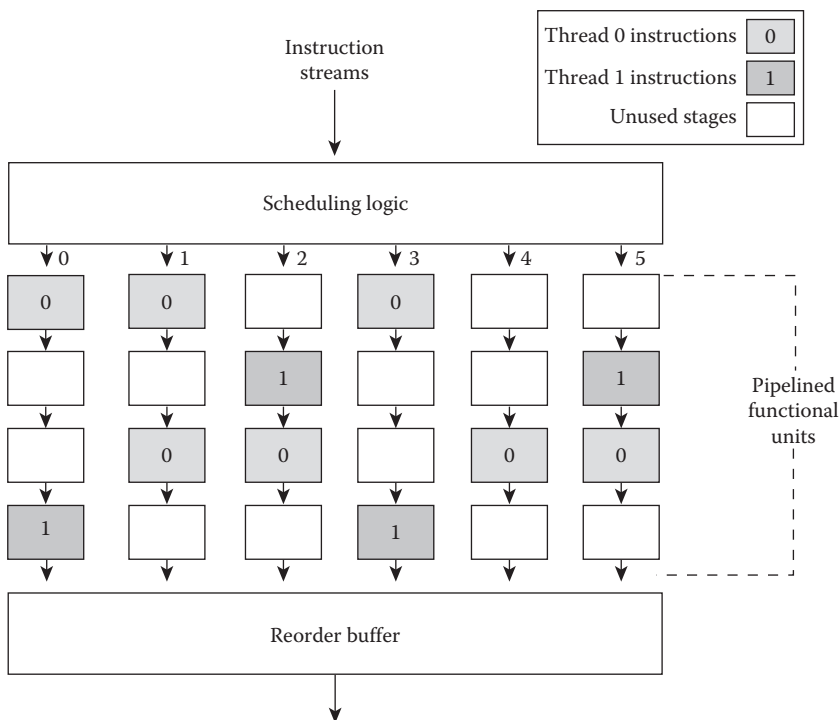 Instruction
streams
Thread 0 instructions 0
Thread 1 instructions 1
Unused stages
Scheduling logic
0 1 2 3 4 5
0 0 0
1 1
0 0 0 0
1 1
Pipelined
functional
units
Reorder buffer